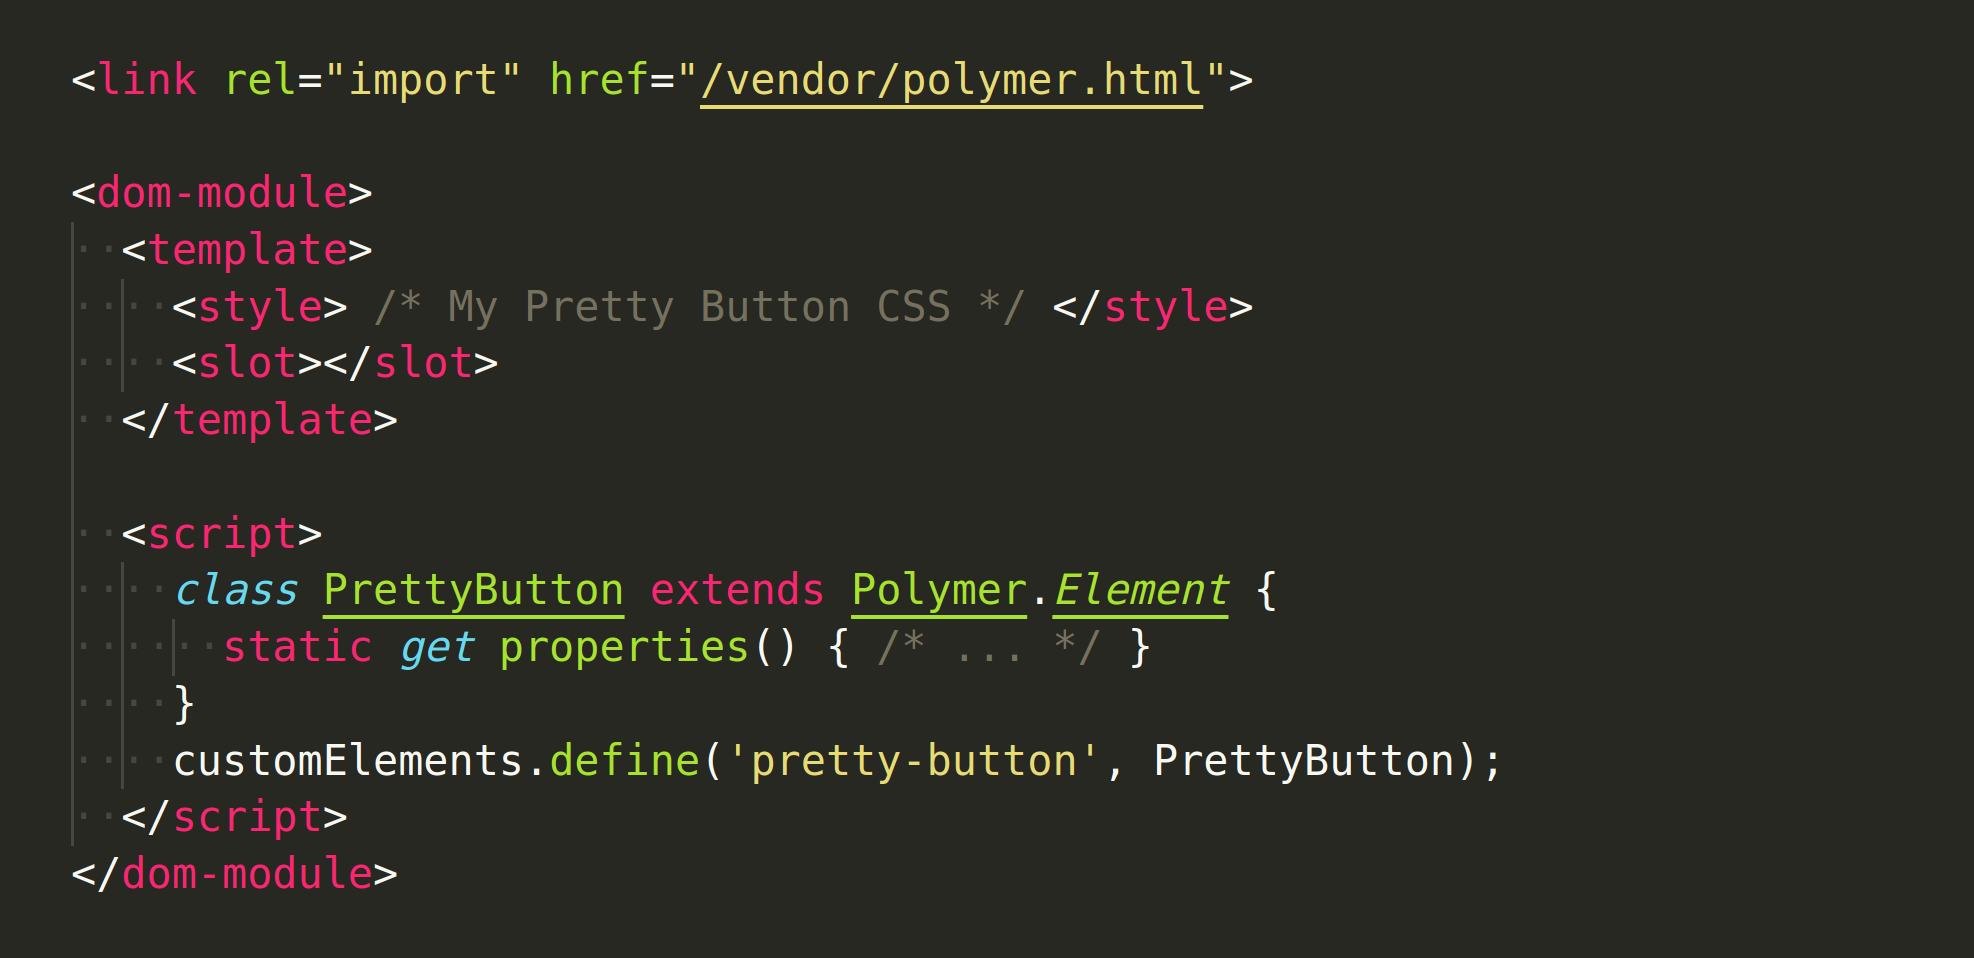 <link rel="import" href="/vendor/polymer.html">

<dom-module>
··<template>
····<style> /* My Pretty Button CSS */ </style>
····<slot></slot>
··</template>

··<script>
····class PrettyButton extends Polymer.Element {
······static get properties() { /* ... */ }
····}
····customElements.define('pretty-button', PrettyButton);
··</script>
</dom-module>